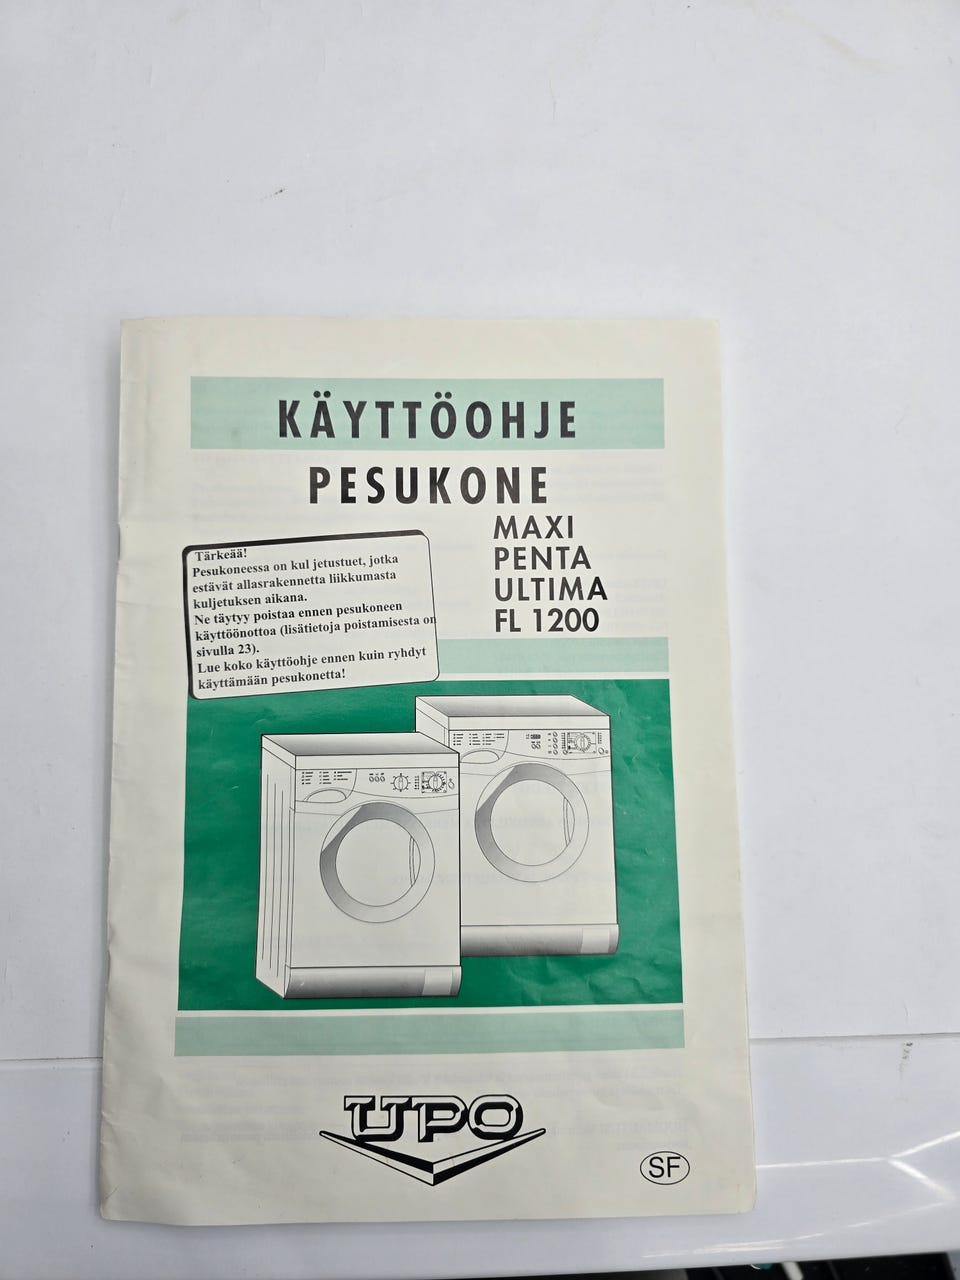 KÄYTTÖOHJE
PESUKONE
MAXI
PENTA
ULTIMA
FL 1200
Tärkeää!
Pesukoneessa on kul jetustuet, jotka
estävät allasrakennetta liikkumasta
kuljetuksen aikana.
Ne täytyy poistaa ennen pesukoneen
käyttöönottoa (lisätietoja poistamisesta on
sivulla 23).
Lue koko käyttöohje ennen kuin ryhdyt
käyttämään pesukonetta!
UPO
SF